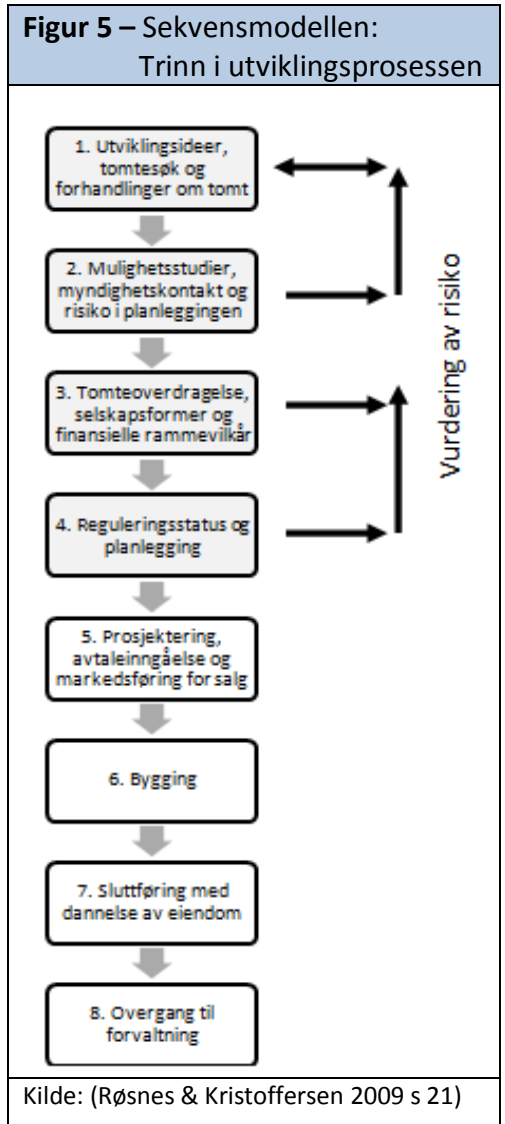 Figur 5 – Sekvensmodellen:
Trinn i utviklingsprosessen
1. Utviklingsideer,
tomtesøk og
forhandlinger om tomt
2. Mulighetsstudier,
myndighetskontakt og
risiko i planleggingen
3. Tomteoverdragelse,
selskapsformer og
finansielle rammevilkår
4. Reguleringsstatus og
planlegging
5. Prosjektering,
avtaleinngåelse og
markedsføring for salg
6. Bygging
7. Sluttføring med
dannelse av eiendom
8. Overgang til
forvaltning
Vurdering av risiko
Kilde: (Røsnes & Kristoffersen 2009 s 21)